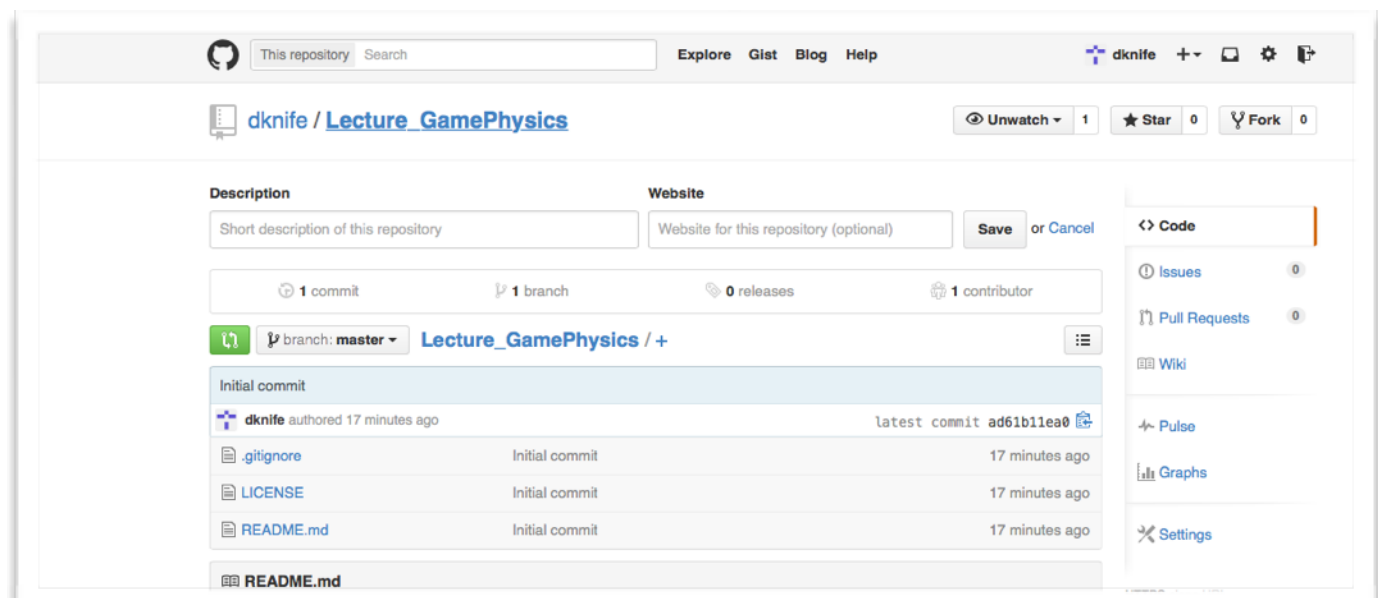 This repository Search Explore Gist Blog Help dknife
dknife / Lecture_GamePhysics Unwatch 1 Star 0 Fork 0
Description Website
Short description of this repository Website for this repository (optional) Save or Cancel
1 commit 1 branch 0 releases 1 contributor
branch: master Lecture_GamePhysics / +
Initial commit
dknife authored 17 minutes ago latest commit ad61b11ea0
.gitignore Initial commit 17 minutes ago
LICENSE Initial commit 17 minutes ago
README.md Initial commit 17 minutes ago
README.md
Code
Issues 0
Pull Requests 0
Wiki
Pulse
Graphs
Settings